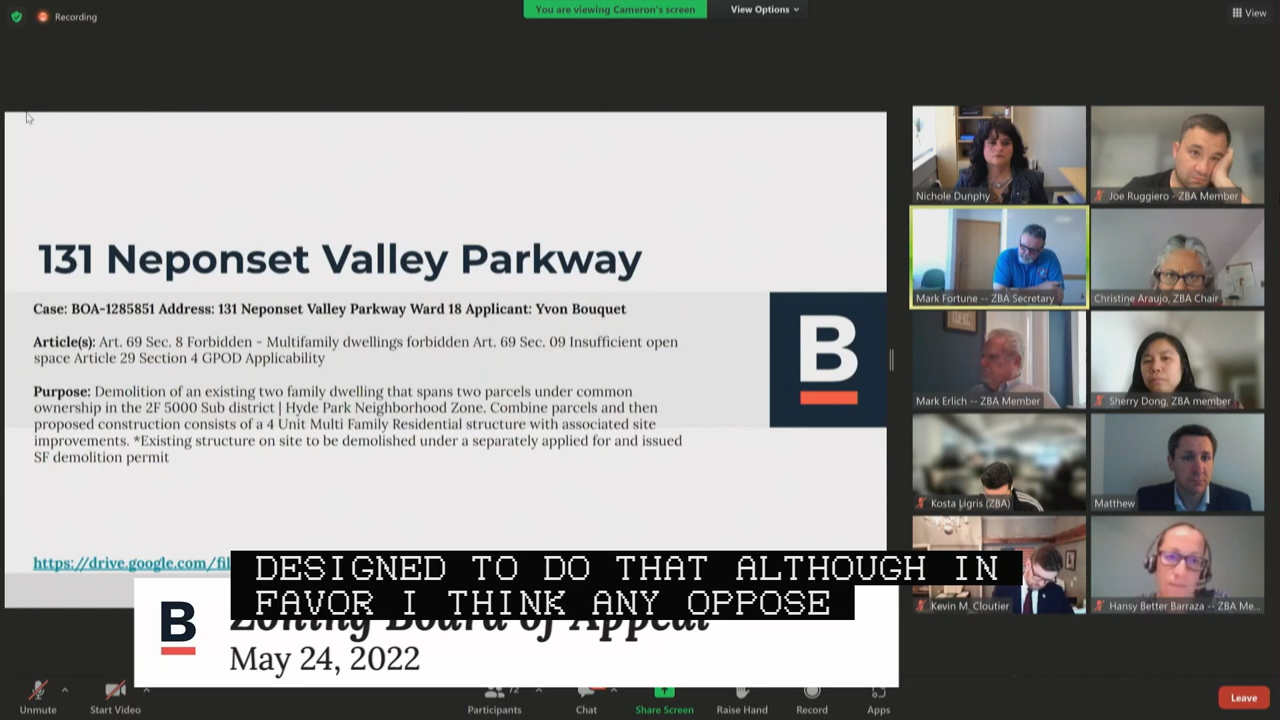 Recording
You are viewing Cameron's screen
View Options
View
131 Neponset Valley Parkway
Case: BOA-1285851 Address: 131 Neponset Valley Parkway Ward 18 Applicant: Yvon Bouquet
Article(s): Art. 69 Sec. 8 Forbidden - Multifamily dwellings forbidden Art. 69 Sec. 09 Insufficient open
space Article 29 Section 4 GPOD Applicability
Purpose: Demolition of an existing two family dwelling that spans two parcels under common
ownership in the 2F 5000 Sub district | Hyde Park Neighborhood Zone. Combine parcels and then
proposed construction consists of a 4 Unit Multi Family Residential structure with associated site
improvements. *Existing structure on site to be demolished under a separately applied for and issued
SF demolition permit
B
https://drive.google.com/fil
Nichole Dunphy
Joe Ruggiero - ZBA Member
Mark Fortune -- ZBA Secretary
Christine Araujo, ZBA Chair
Mark Erlich -- ZBA Member
Sherry Dong, ZBA member
Kosta Ligris (ZBA)
Matthew
Kevin M. Cloutier
Hansy Better Barraza -- ZBA Me...
DESIGNED TO DO THAT ALTHOUGH IN
FAVOR I THINK ANY OPPOSE
B
Zoning Board of Appeal
May 24, 2022
Unmute
Start Video
72
Participants
Chat
Share Screen
Raise Hand
Record
Apps
Leave